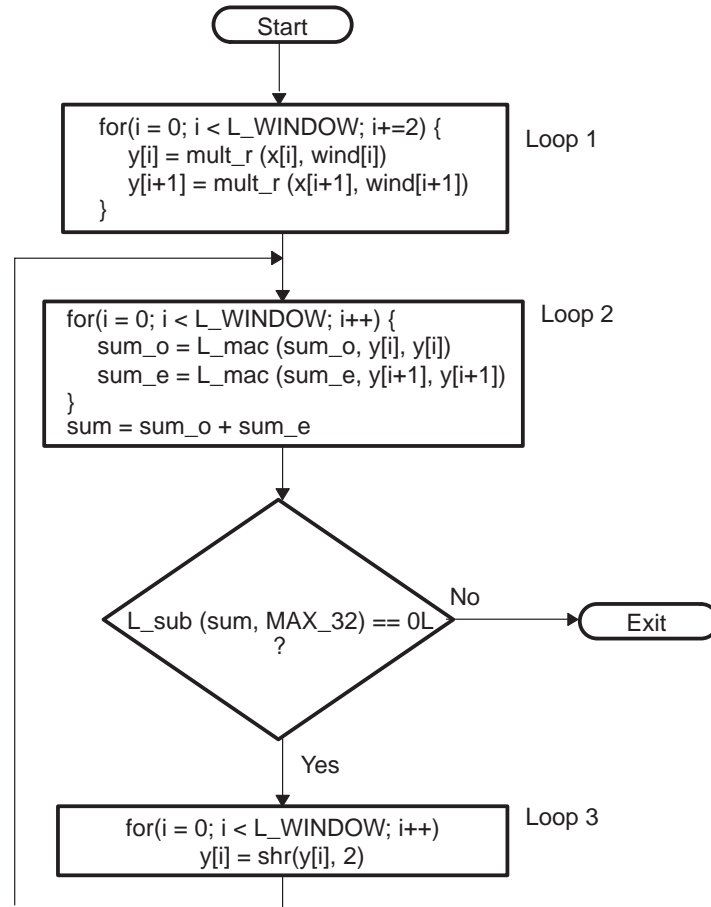 Start
for(i = 0; i < L_WINDOW; i+=2) {
y[i] = mult_r (x[i], wind[i])
y[i+1] = mult_r (x[i+1], wind[i+1])
}
Loop 1
for(i = 0; i < L_WINDOW; i++) {
sum_o = L_mac (sum_o, y[i], y[i])
sum_e = L_mac (sum_e, y[i+1], y[i+1])
}
sum = sum_o + sum_e
Loop 2
L_sub (sum, MAX_32) == 0L
?
No
Exit
Yes
for(i = 0; i < L_WINDOW; i++)
y[i] = shr(y[i], 2)
Loop 3